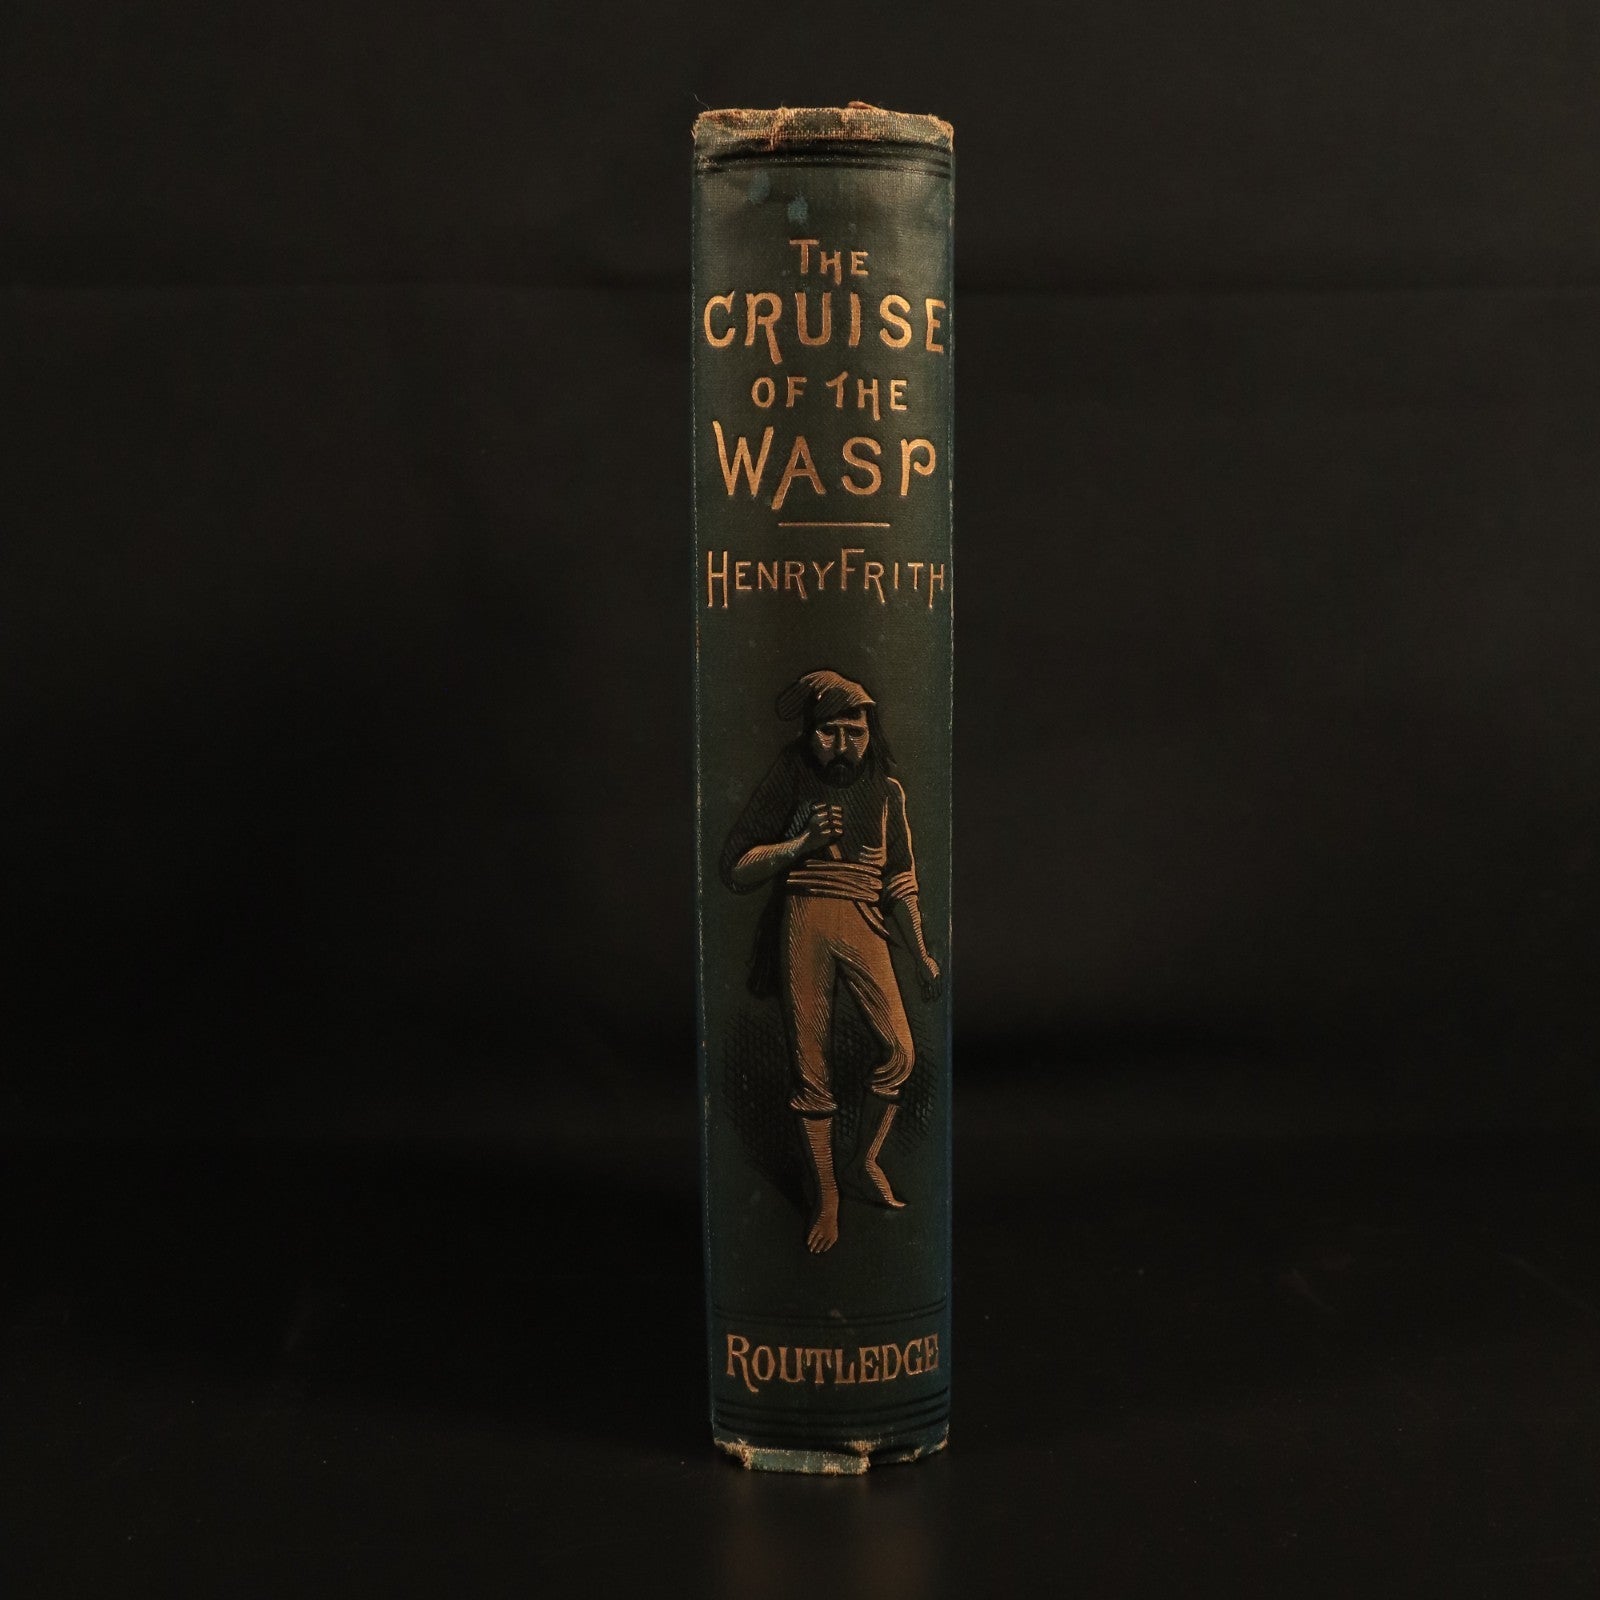 THE
CRUISE
OF THE
WASP
HENRY FRITH
ROUTLEDGE